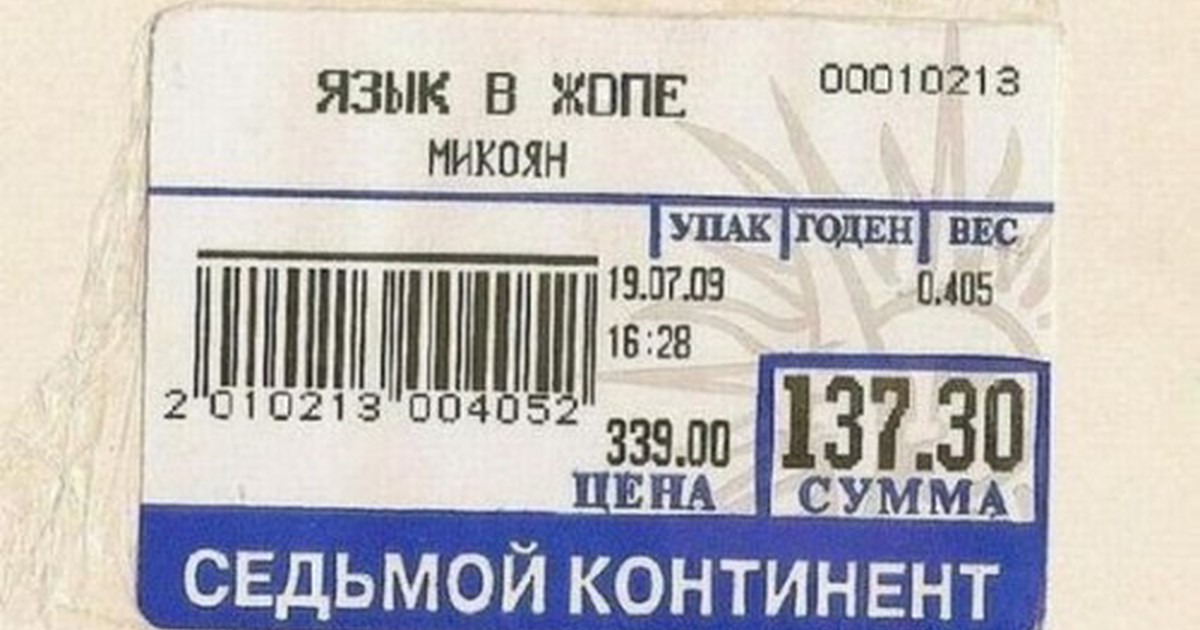 ЯЗЫК В ЖОПЕ
00010213
МИКОЯН
УПАК ГОДЕН ВЕС
19.07.09 0.405
16:28
2 010213 004052
339.00
ЦЕНА
137.30
СУММА
СЕДЬМОЙ КОНТИНЕНТ